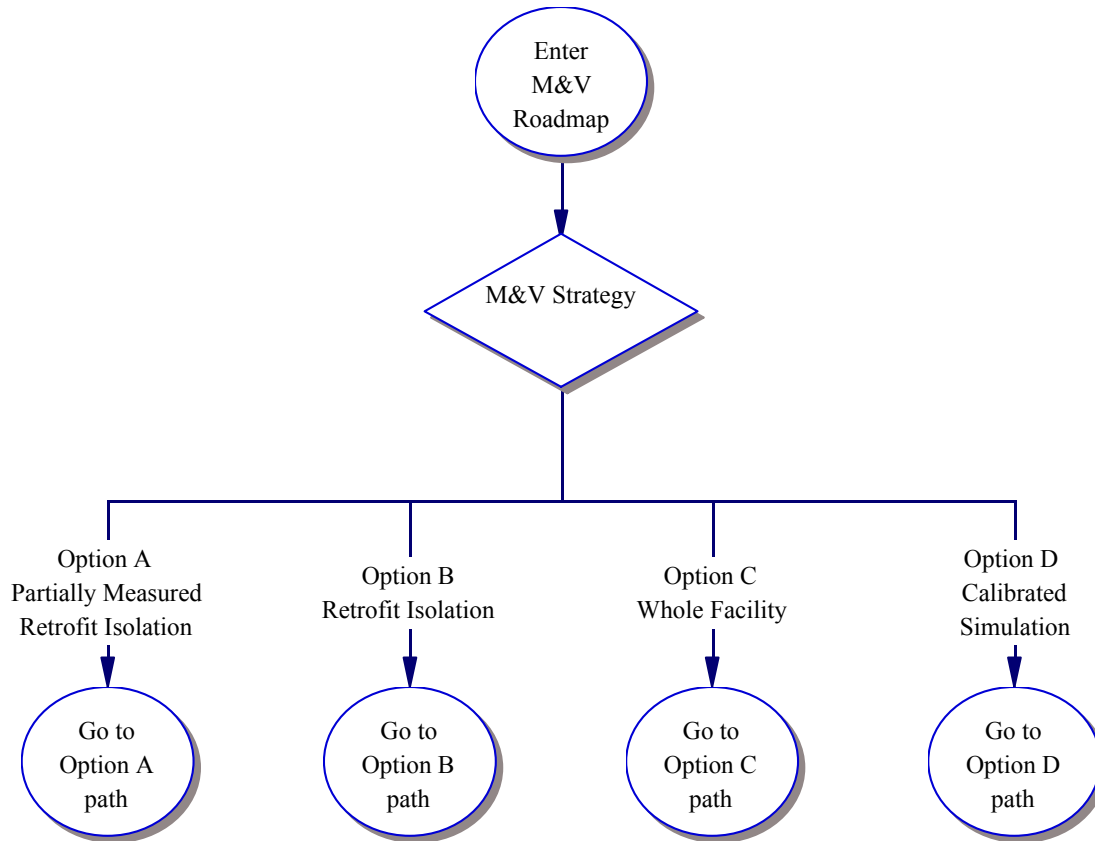 Enter
M&V
Roadmap
M&V Strategy
Option A
Partially Measured
Retrofit Isolation
Option B
Retrofit Isolation
Option C
Whole Facility
Option D
Calibrated
Simulation
Go to
Option A
path
Go to
Option B
path
Go to
Option C
path
Go to
Option D
path